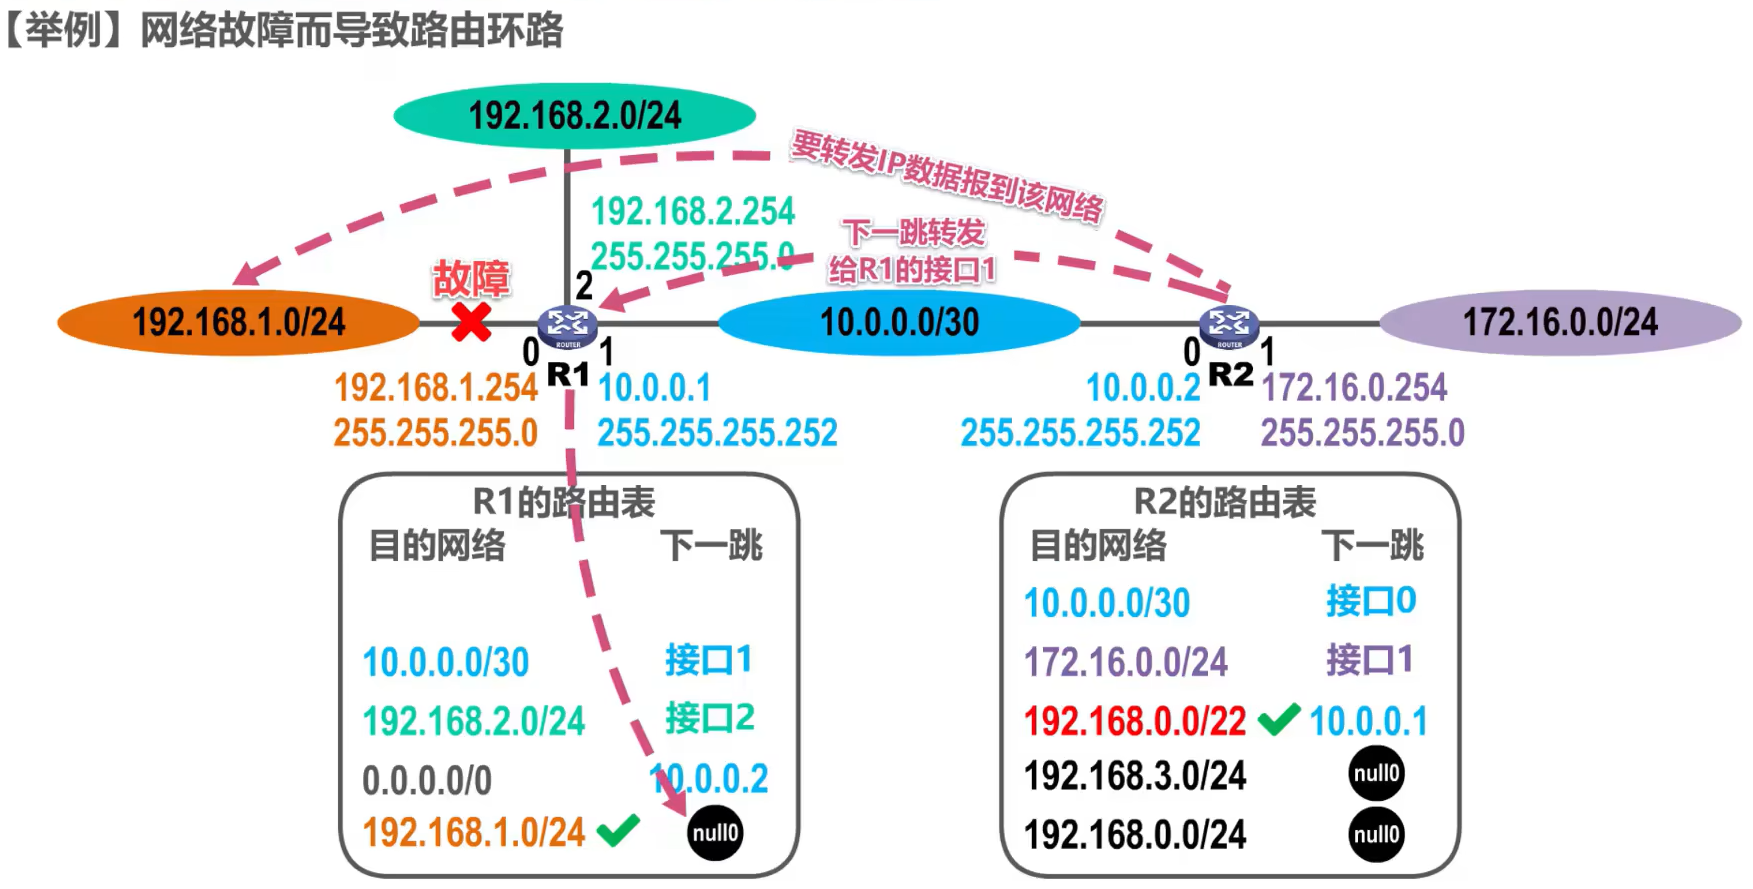 【举例】网络故障而导致路由环路
192.168.2.0/24
要转发IP数据报到该网络
192.168.2.254
255.255.255.0
下一跳转发
给R1的接口1
故障
2
192.168.1.0/24
ROUTER
10.0.0.0/30
ROUTER
172.16.0.0/24
0
1
0
1
R1
R2
192.168.1.254
255.255.255.0
10.0.0.1
255.255.255.252
10.0.0.2
255.255.255.252
172.16.0.254
255.255.255.0
R1的路由表
目的网络 下一跳
10.0.0.0/30 接口1
192.168.2.0/24 接口2
0.0.0.0/0 10.0.0.2
192.168.1.0/24 null0
R2的路由表
目的网络 下一跳
10.0.0.0/30 接口0
172.16.0.0/24 接口1
192.168.0.0/22 10.0.0.1
192.168.3.0/24 null0
192.168.0.0/24 null0